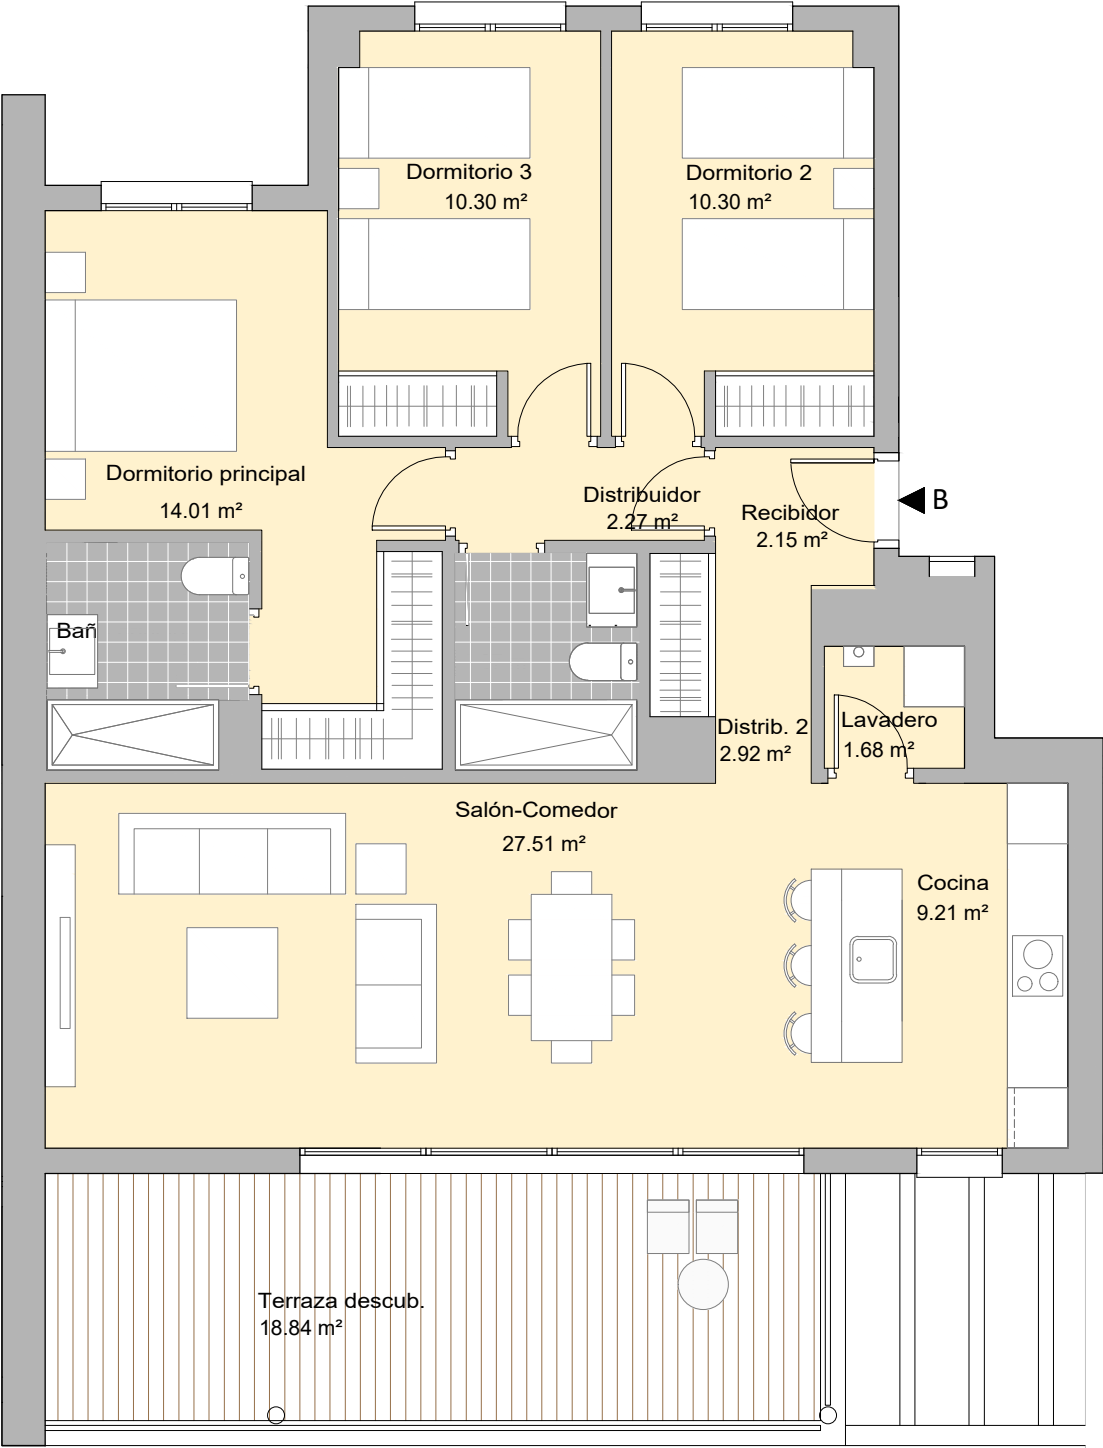 Dormitorio 3
10.30 m²
Dormitorio 2
10.30 m²
Dormitorio principal
14.01 m²
Distribuidor
2.27 m²
Recibidor
2.15 m²
B
Bañ
Distrib. 2
2.92 m²
Lavadero
1.68 m²
Salón-Comedor
27.51 m²
Cocina
9.21 m²
Terraza descub.
18.84 m²